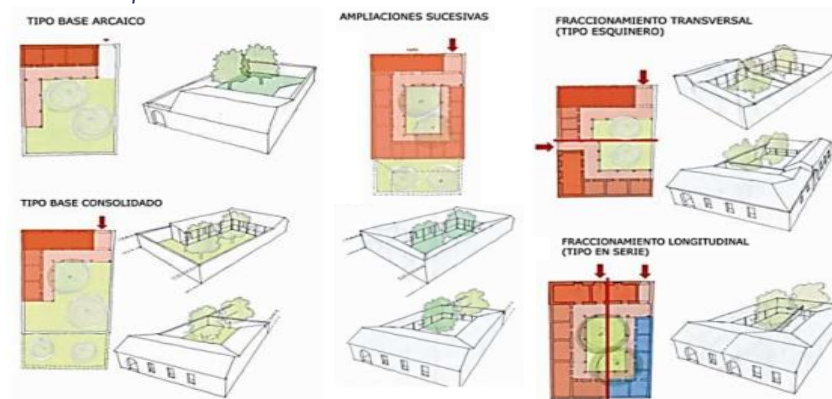 TIPO BASE ARCAICO
AMPLIACIONES SUCESIVAS
FRACCIONAMIENTO TRANSVERSAL
(TIPO ESQUINERO)
TIPO BASE CONSOLIDADO
FRACCIONAMIENTO LONGITUDINAL
(TIPO EN SERIE)